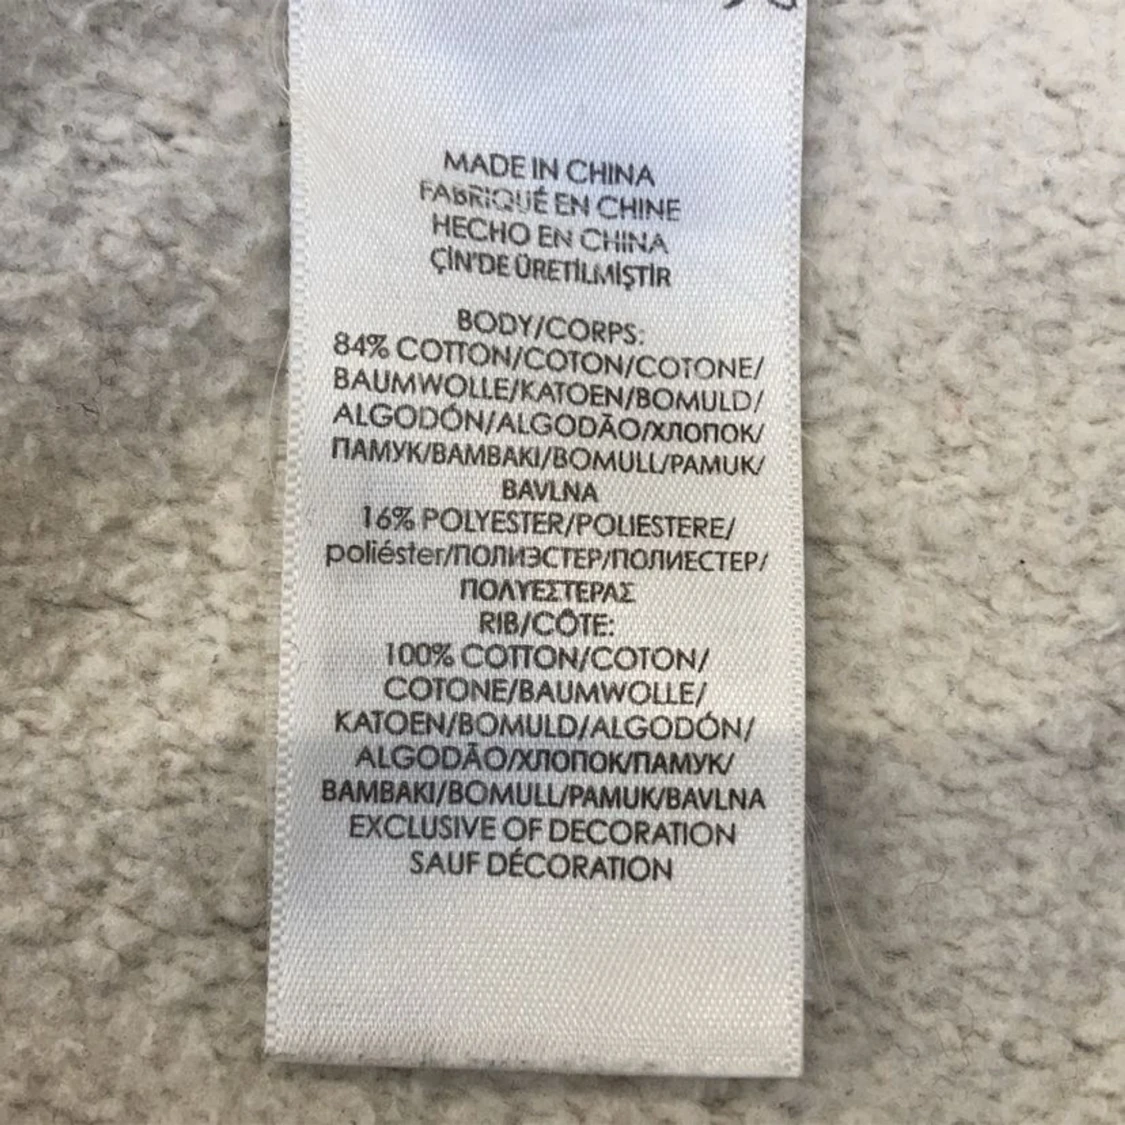 MADE IN CHINA
FABRIQUÉ EN CHINE
HECHO EN CHINA
ÇİN'DE ÜRETİLMİŞTİR
BODY/CORPS:
84% COTTON/COTON/COTONE/
BAUMWOLLE/KATOEN/BOMULD/
ALGODÓN/ALGODÃO/ХЛОПОК/
ПАМУК/BAMBAKI/BOMULL/PAMUK/
BAVLNA
16% POLYESTER/POLIESTERE/
poliéster/ПОЛИЭСТЕР/ПОЛИЕСТЕР/
ΠΟΛΥΕΣΤΕΡΑΣ
RIB/CÔTE:
100% COTTON/COTON/
COTONE/BAUMWOLLE/
KATOEN/BOMULD/ALGODÓN/
ALGODÃO/ХЛОПОК/ПАМУК/
BAMBAKI/BOMULL/PAMUK/BAVLNA
EXCLUSIVE OF DECORATION
SAUF DÉCORATION